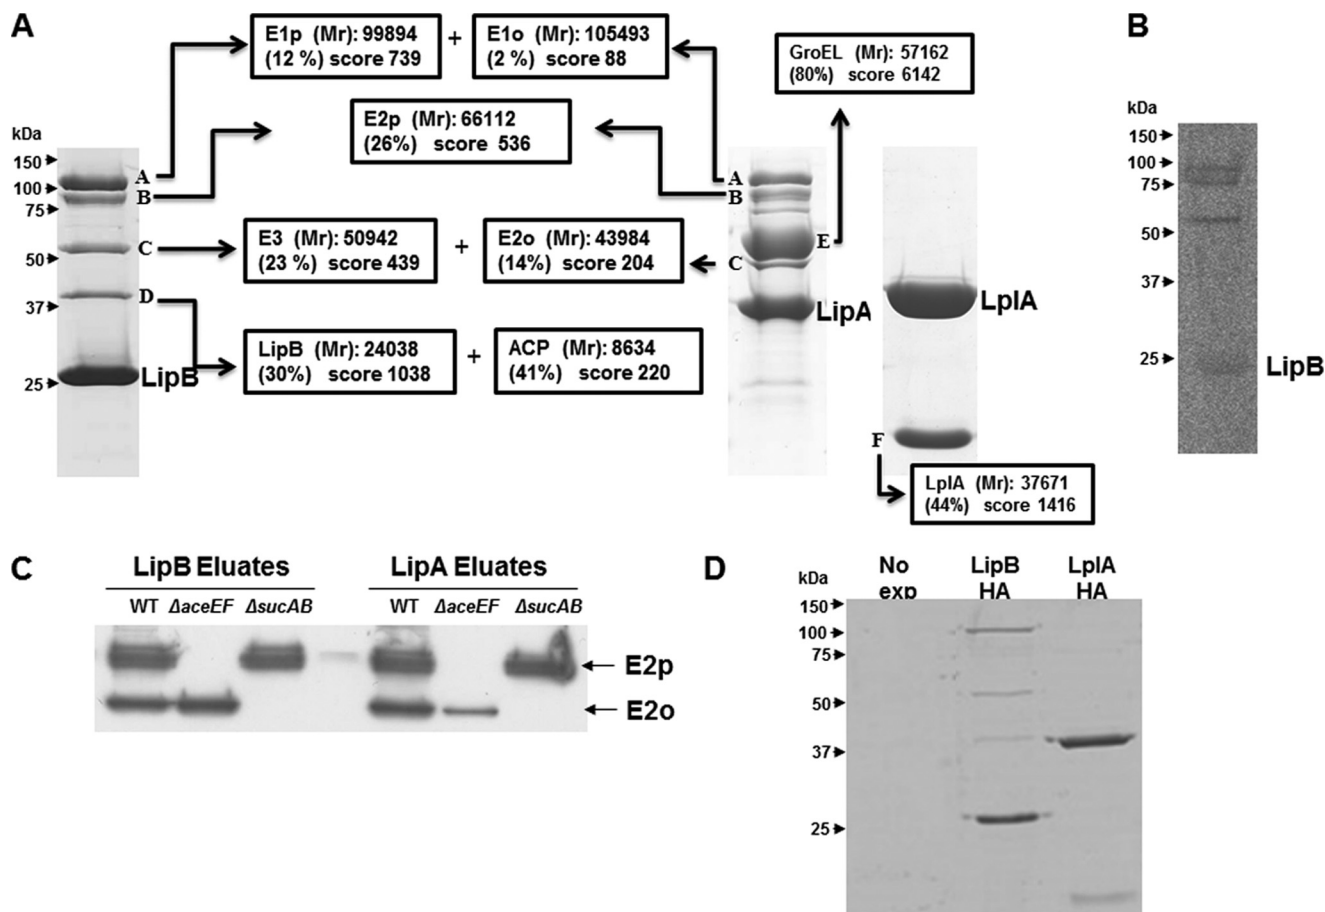 A
E1p (Mr): 99894
(12 %) score 739
+
E1o (Mr): 105493
(2 %) score 88
GroEL (Mr): 57162
(80%) score 6142
E2p (Mr): 66112
(26%) score 536
kDa
150
100
75
50
37
25
A
B
C
D
LipB
E3 (Mr): 50942
(23 %) score 439
+
E2o (Mr): 43984
(14%) score 204
LipB (Mr): 24038
(30%) score 1038
+
ACP (Mr): 8634
(41%) score 220
A
B
E
C
LipA
LplA
F
LplA (Mr): 37671
(44%) score 1416
B
kDa
150
100
75
50
37
25
LipB
C
LipB Eluates
LipA Eluates
WT ΔaceEF ΔsucAB
WT ΔaceEF ΔsucAB
E2p
E2o
D
kDa
No
exp
LipB
HA
LplA
HA
150
100
75
50
37
25